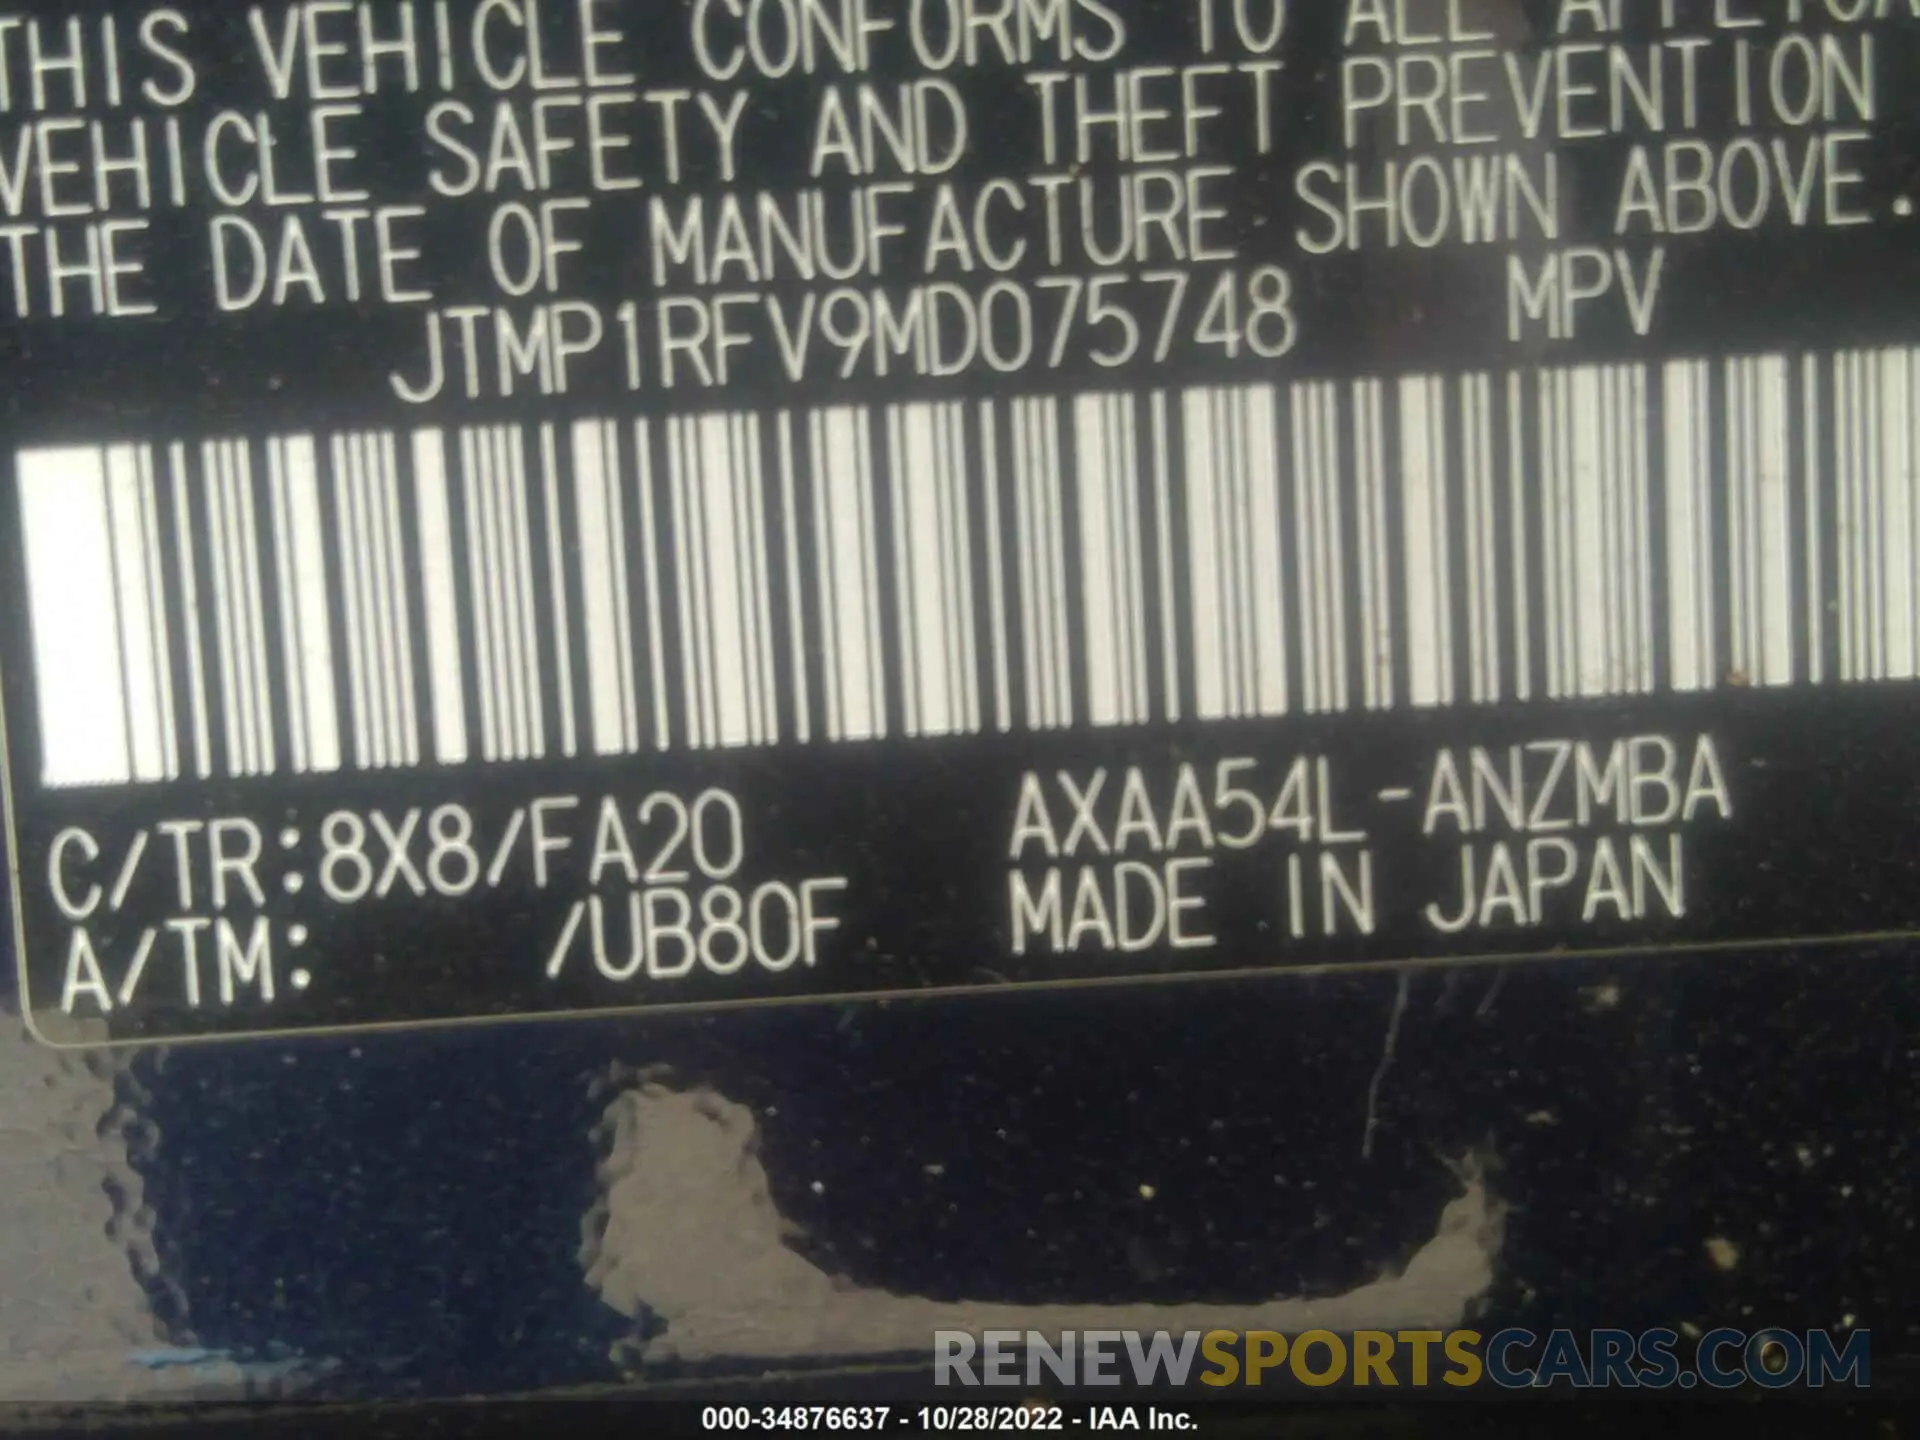 THIS VEHICLE CONFORMS TO ALL
VEHICLE SAFETY AND THEFT PREVENTION
THE DATE OF MANUFACTURE SHOWN ABOVE.
JTMP1RFV9MD075748 MPV
C/TR:8X8/FA20 AXAA54L-ANZMBA
A/TM: /UB80F MADE IN JAPAN
RENEWSPORTSCARS.COM
000-34876637 - 10/28/2022 - IAA Inc.